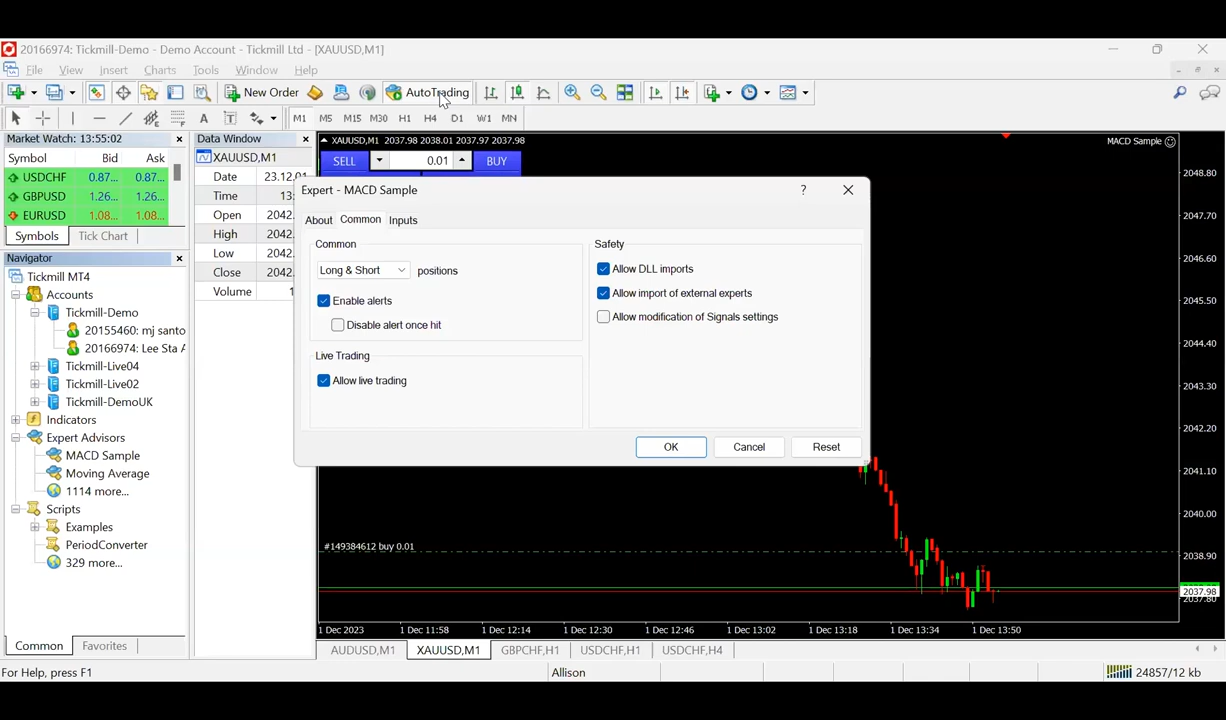 20166974: Tickmill-Demo - Demo Account - Tickmill Ltd - [XAUUSD,M1]
File View Insert Charts Tools Window Help
New Order AutoTrading
A T M1 M5 M15 M30 H1 H4 D1 W1 MN
Market Watch: 13:55:02
Symbol Bid Ask
USDCHF 0.87... 0.87...
GBPUSD 1.26... 1.26...
EURUSD 1.08... 1.08...
Symbols Tick Chart
Navigator
Tickmill MT4
Accounts
Tickmill-Demo
20155460: mj santo
20166974: Lee Sta
Tickmill-Live04
Tickmill-Live02
Tickmill-DemoUK
Indicators
Expert Advisors
MACD Sample
Moving Average
1114 more...
Scripts
Examples
PeriodConverter
329 more...
Common Favorites
Data Window
XAUUSD,M1
Date 23.12.01
Time 13:
Open 2042.
High 2042.
Low 2042.
Close 2042.
Volume 1
XAUUSD,M1 2037.98 2038.01 2037.97 2037.98
MACD Sample
SELL 0.01 BUY
Expert - MACD Sample ?
About Common Inputs
Common
Long & Short positions
Enable alerts
Disable alert once hit
Live Trading
Allow live trading
Safety
Allow DLL imports
Allow import of external experts
Allow modification of Signals settings
OK Cancel Reset
#149384612 buy 0.01
2048.80
2047.70
2046.60
2045.50
2044.40
2043.30
2042.20
2041.10
2040.00
2038.90
2037.98
2037.80
1 Dec 2023 1 Dec 11:58 1 Dec 12:14 1 Dec 12:30 1 Dec 12:46 1 Dec 13:02 1 Dec 13:18 1 Dec 13:34 1 Dec 13:50
AUDUSD,M1 XAUUSD,M1 GBPCHF,H1 USDCHF,H1 USDCHF,H4
For Help, press F1 Allison 24857/12 kb